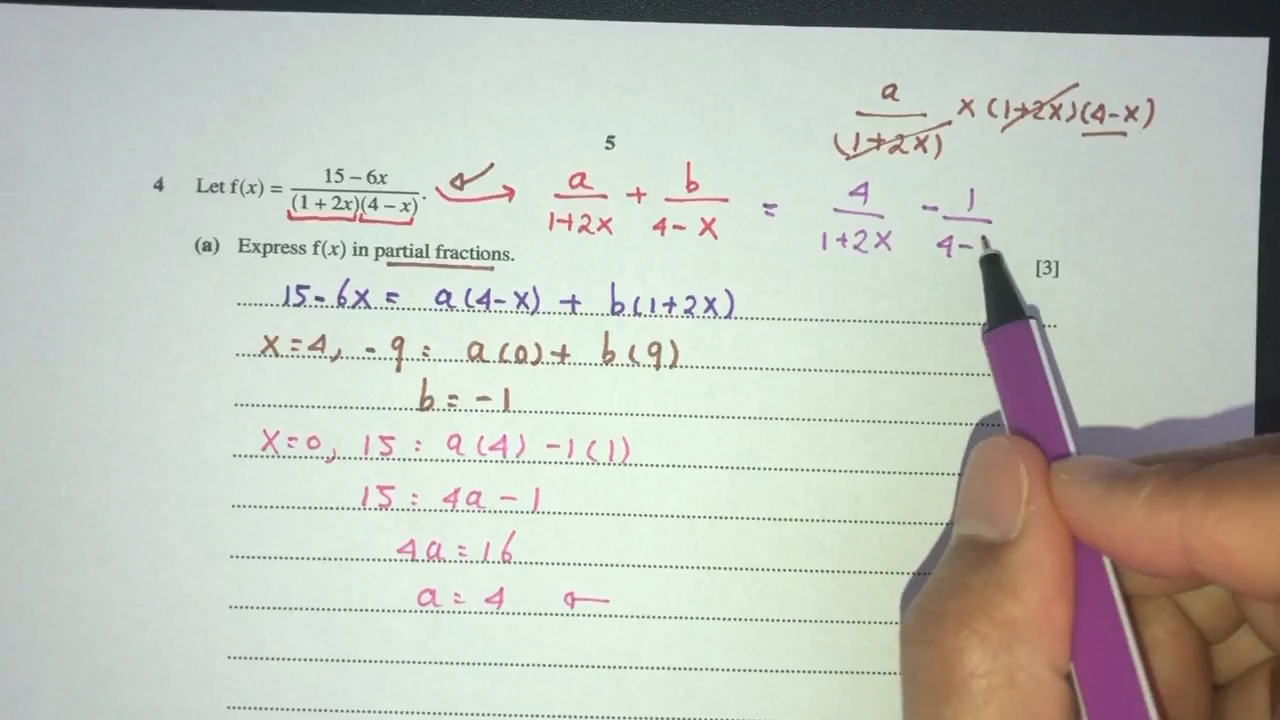 a/(1+2x) × (1+2x)(4-x)
5
4 Let f(x) = (15 – 6x)/((1 + 2x)(4 – x)). a/(1+2x) + b/(4-x) = 4/(1+2x) - 1/(4-
(a) Express f(x) in partial fractions.
[3]
15-6x = a(4-x) + b(1+2x)
x=4, -9 = a(0) + b(9)
b = -1
x=0, 15 = a(4) -1(1)
15 = 4a - 1
4a = 16
a = 4